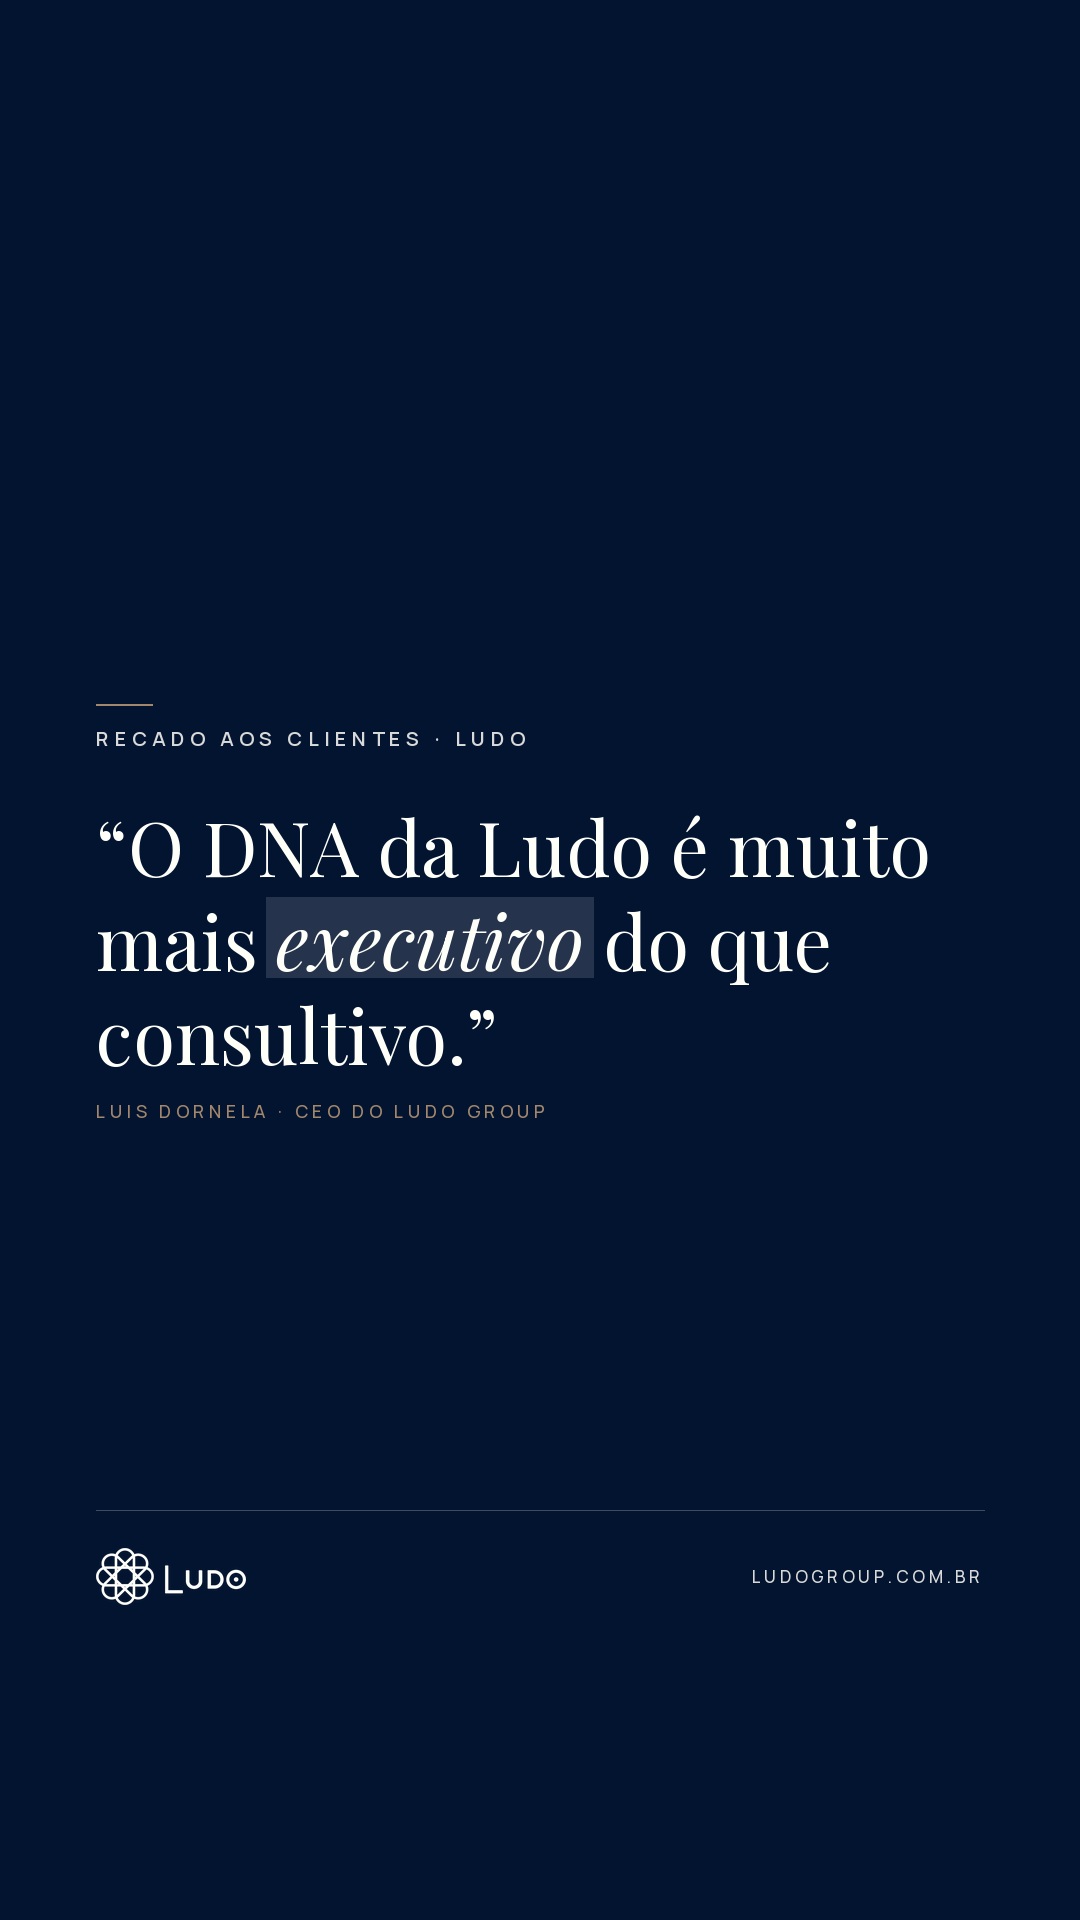 RECADO AOS CLIENTES · LUDO
“O DNA da Ludo é muito
mais executivo do que
consultivo.”
LUIS DORNELA · CEO DO LUDO GROUP
LUDO
LUDOGROUP.COM.BR